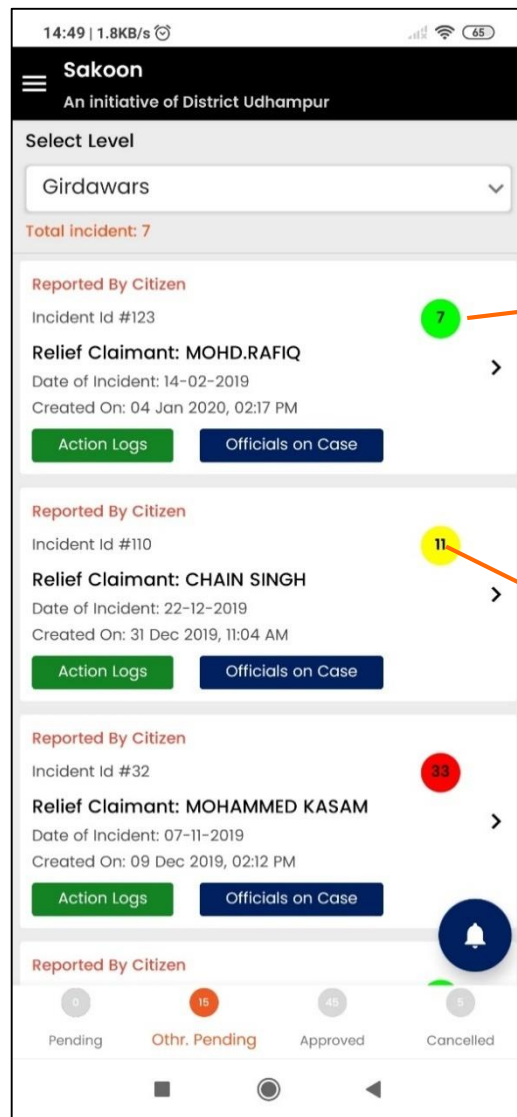 14:49 | 1.8KB/s
65
Sakoon
An initiative of District Udhampur
Select Level
Girdawars
Total incident: 7
Reported By Citizen
Incident Id #123
7
Relief Claimant: MOHD.RAFIQ
Date of Incident: 14-02-2019
Created On: 04 Jan 2020, 02:17 PM
Action Logs Officials on Case
Reported By Citizen
Incident Id #110
11
Relief Claimant: CHAIN SINGH
Date of Incident: 22-12-2019
Created On: 31 Dec 2019, 11:04 AM
Action Logs Officials on Case
Reported By Citizen
Incident Id #32
33
Relief Claimant: MOHAMMED KASAM
Date of Incident: 07-11-2019
Created On: 09 Dec 2019, 02:12 PM
Action Logs Officials on Case
Reported By Citizen
0 15 45 5
Pending Othr. Pending Approved Cancelled